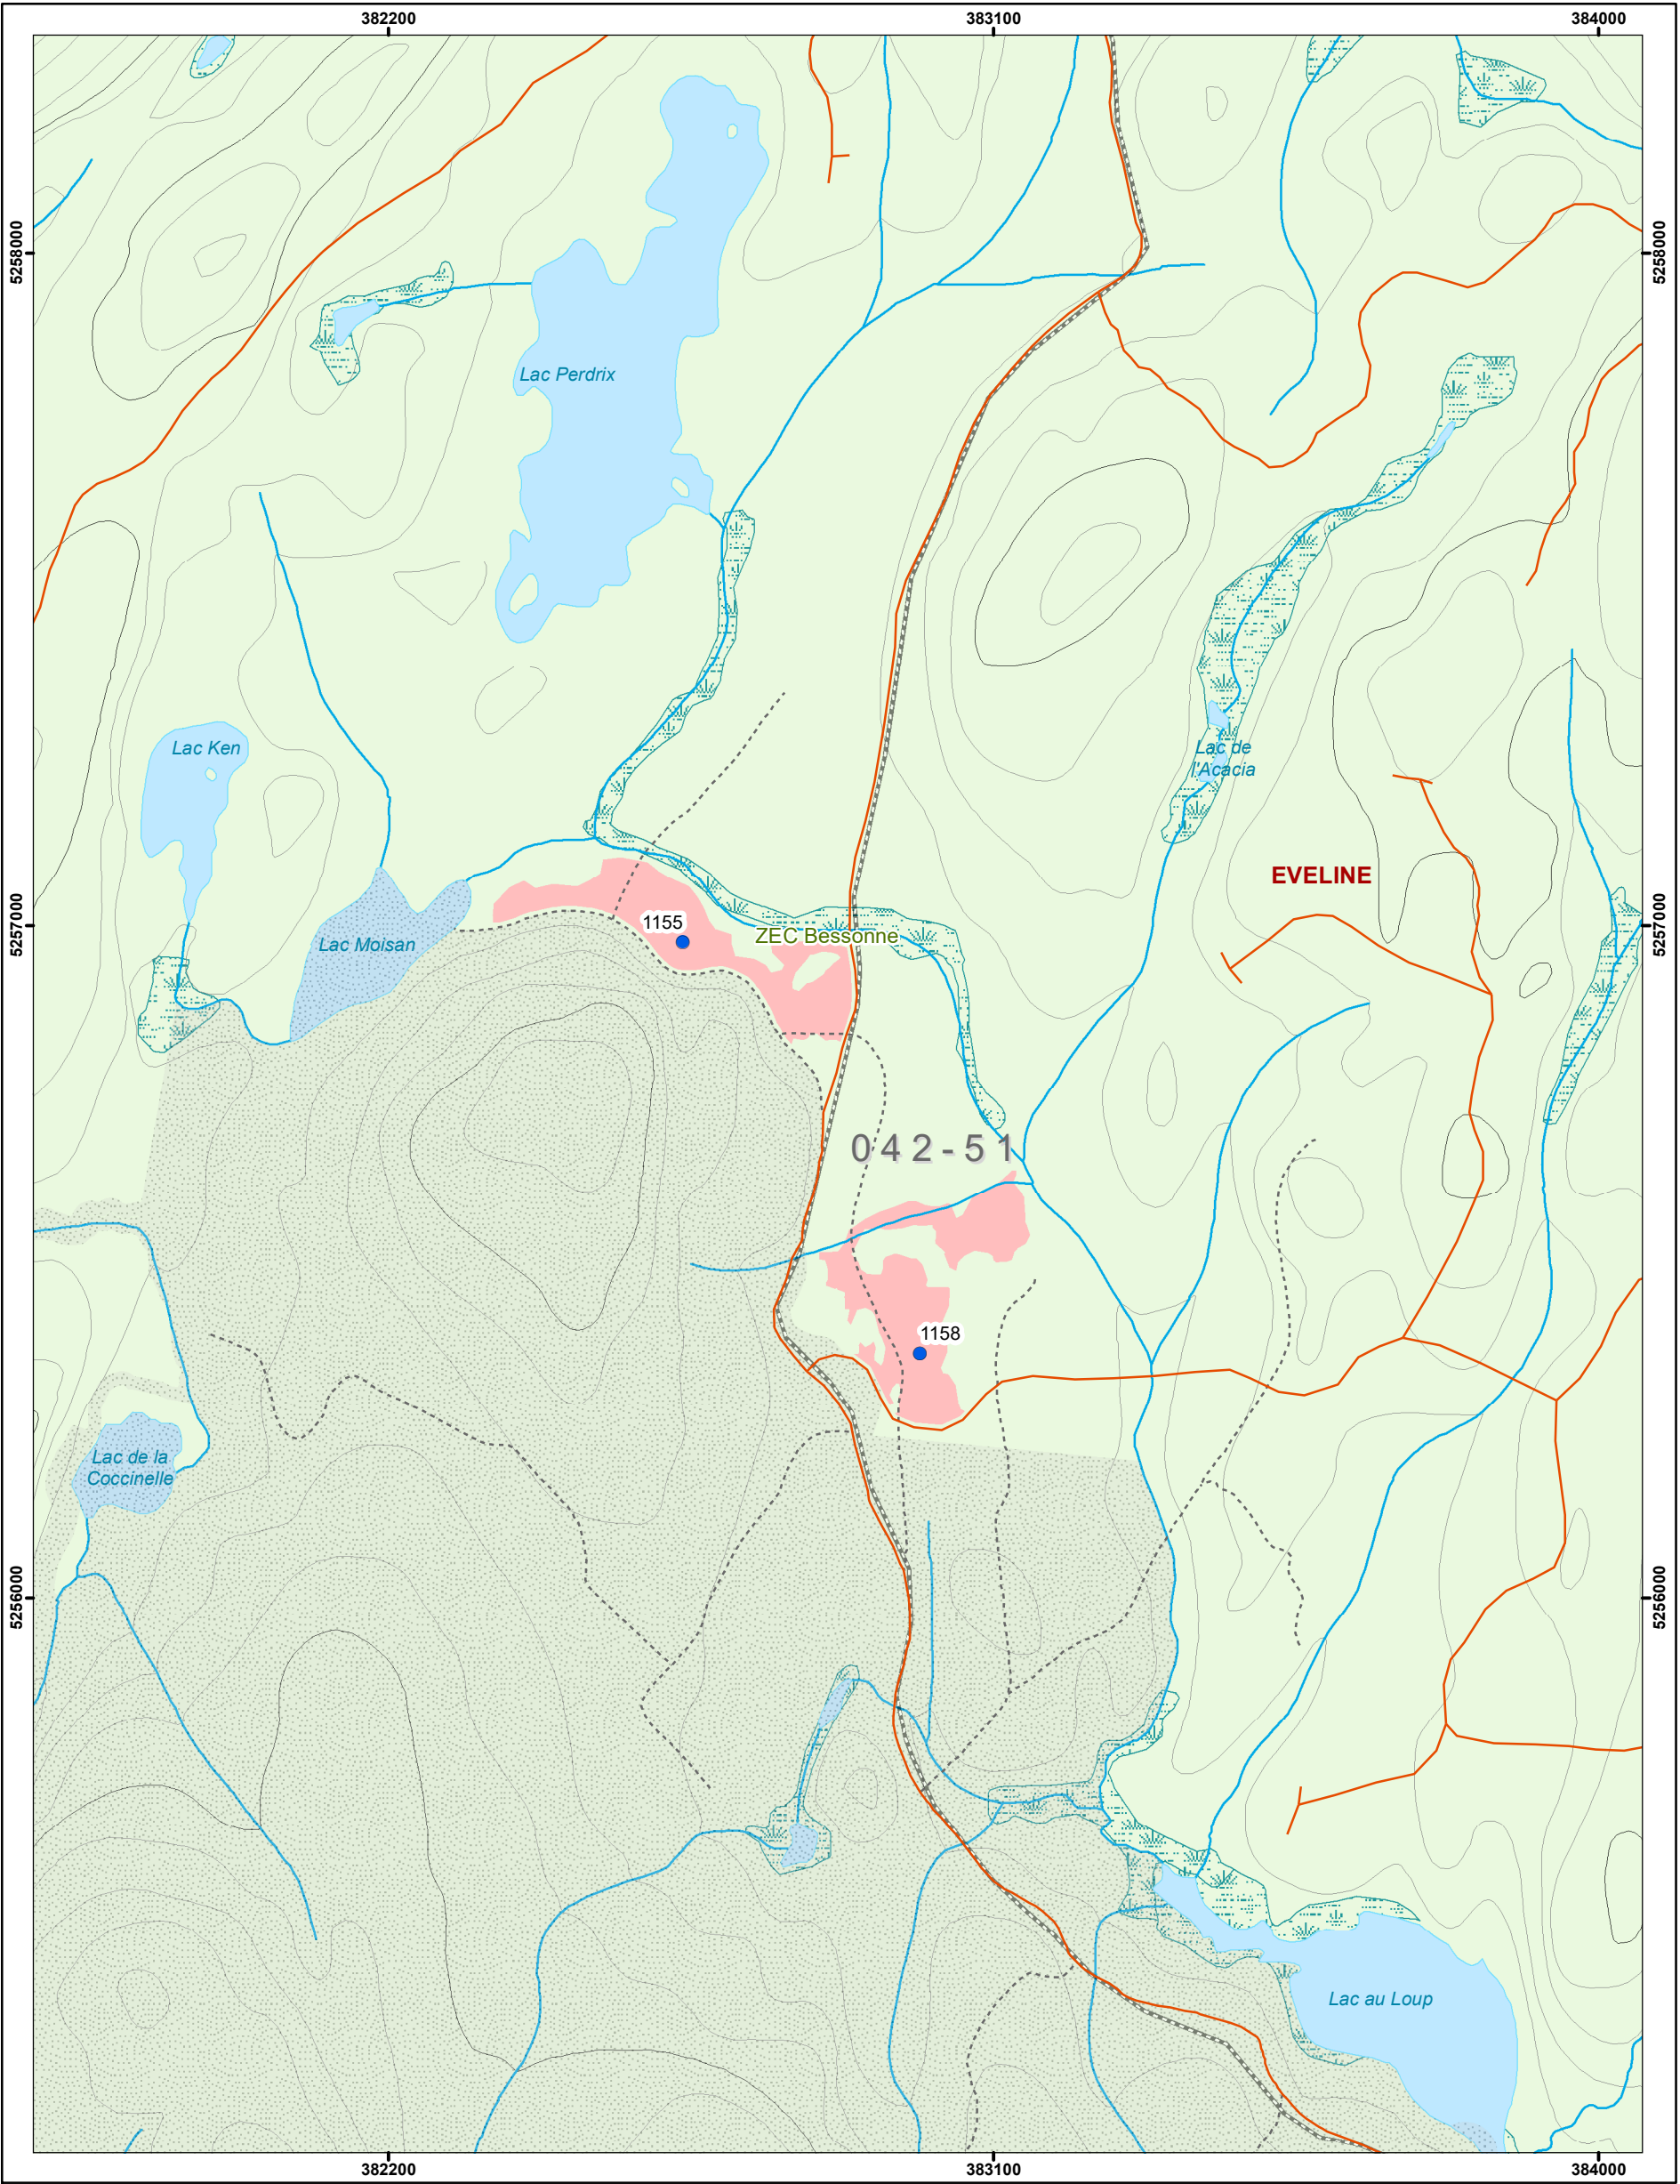 382200
383100
384000
5258000
5258000
Lac Perdrix
Lac Ken
Lac de
l'Acacia
EVELINE
1155
5257000
ZEC Bessonne
5257000
Lac Moisan
042-51
1158
Lac de la
Coccinelle
5256000
5256000
Lac au Loup
382200
383100
384000